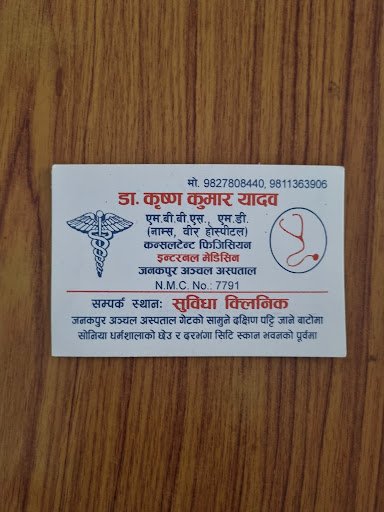 मो. 9827808440, 9811363906
डा. कृष्ण कुमार यादव
एम.बी.बी.एस., एम.डी.
(नाम्स, वीर होस्पीटल)
कन्सलटेन्ट फिजिसियन
इन्टरनल मेडिसिन
जनकपुर अञ्चल अस्पताल
N.M.C. No.: 7791
सम्पर्क स्थानः सुविधा क्लिनिक
जनकपुर अञ्चल अस्पताल गेटको सामुने दक्षिण पट्टि जाने बाटोमा
सोनिया धर्मशालाको छेउ र दरभंगा सिटि स्कान भवनको पूर्वमा